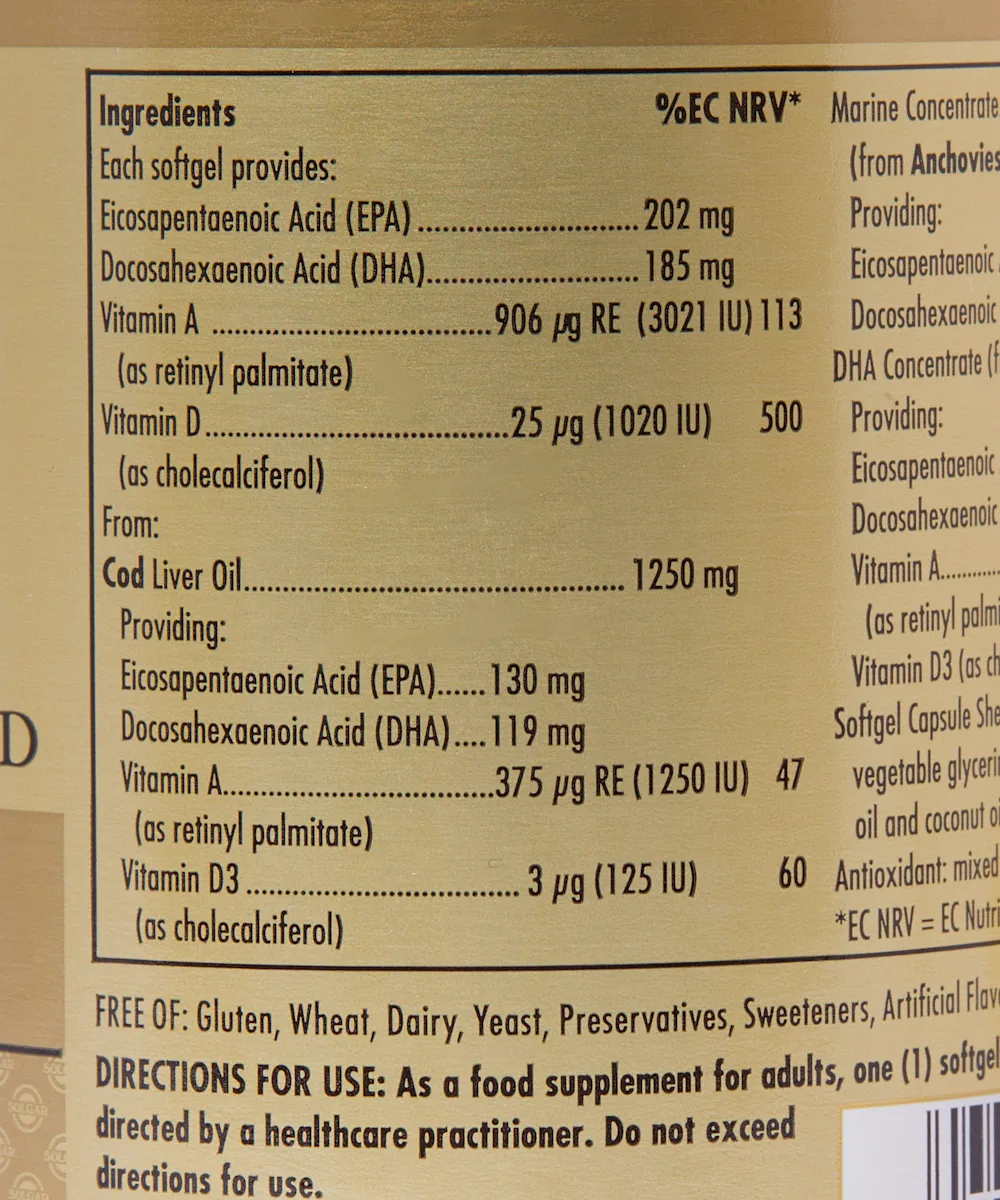 Ingredients %EC NRV*
Each softgel provides:
Eicosapentaenoic Acid (EPA)........................202 mg
Docosahexaenoic Acid (DHA).......................185 mg
Vitamin A ..............................906 µg RE (3021 IU) 113
(as retinyl palmitate)
Vitamin D.................................25 µg (1020 IU) 500
(as cholecalciferol)
From:
Cod Liver Oil.........................................1250 mg
Providing:
Eicosapentaenoic Acid (EPA)......130 mg
Docosahexaenoic Acid (DHA)....119 mg
Vitamin A.............................375 µg RE (1250 IU) 47
(as retinyl palmitate)
Vitamin D3..............................3 µg (125 IU) 60
(as cholecalciferol)
Marine Concentrate
(from Anchovies
Providing:
Eicosapentaenoic
Docosahexaenoic
DHA Concentrate
Providing:
Eicosapentaenoic
Docosahexaenoic
Vitamin A..........
(as retinyl
Vitamin D3 (as
Softgel Capsule
vegetable
oil and coconut
Antioxidant: mixed
*EC NRV = EC
FREE OF: Gluten, Wheat, Dairy, Yeast, Preservatives, Sweeteners, Artificial
DIRECTIONS FOR USE: As a food supplement for adults, one (1) softgel
directed by a healthcare practitioner. Do not exceed
directions for use.
D
SOLGAR